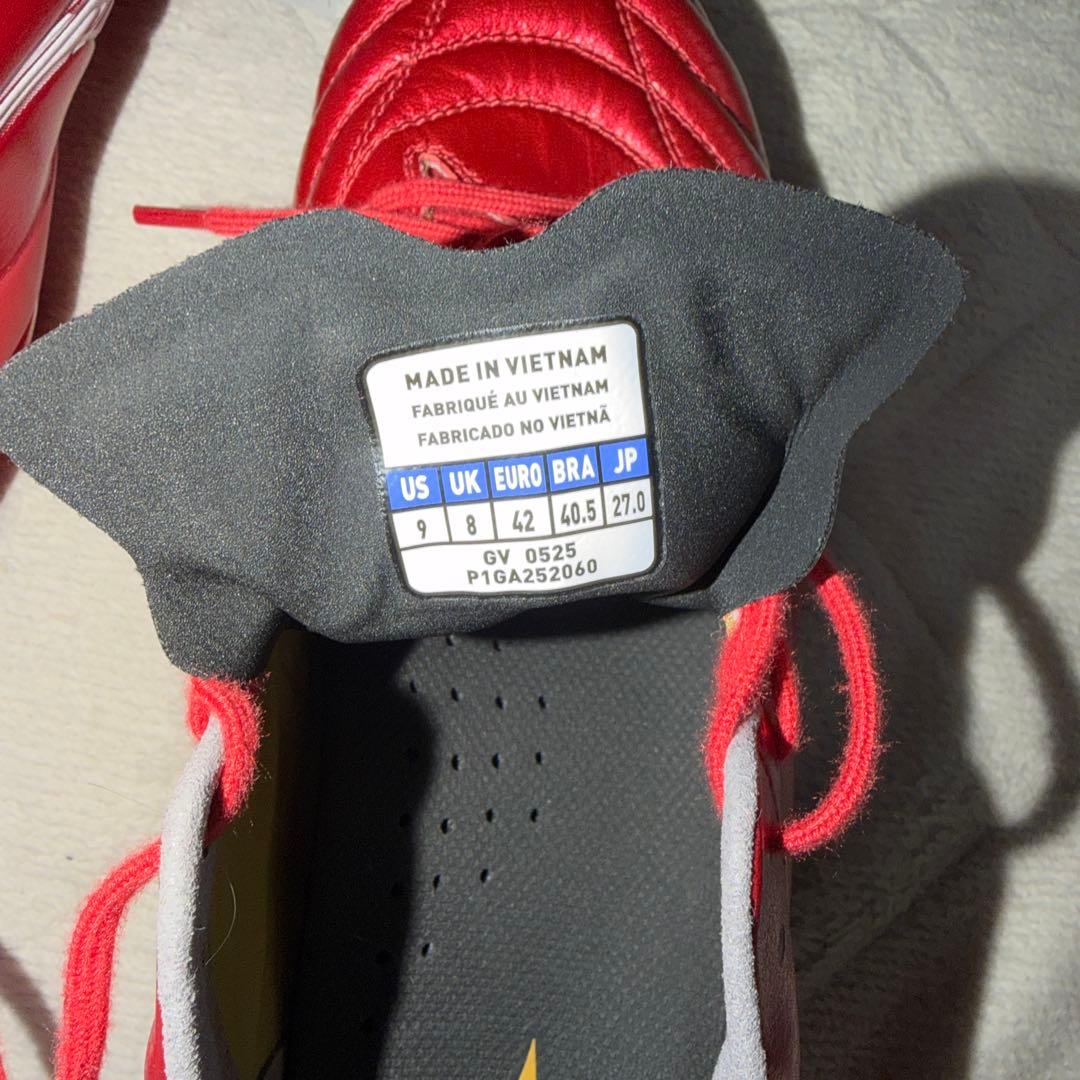 MADE IN VIETNAM
FABRIQUÉ AU VIETNAM
FABRICADO NO VIETNÃ
US UK EURO BRA JP
9 8 42 40.5 27.0
GV 0525
P1GA252060